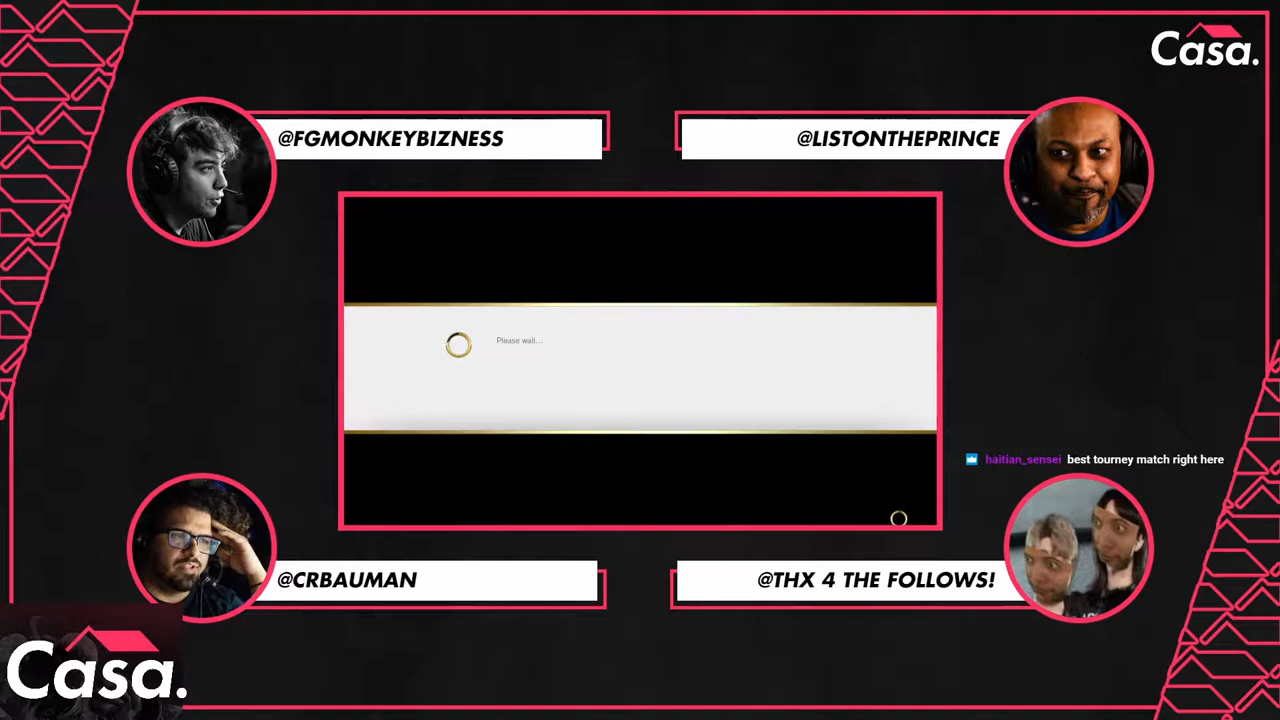 Casa.
@FGMONKEYBIZNESS
@LISTONTHEPRINCE
Please wait...
haitian_sensei best tourney match right here
@CRBAUMAN
@THX 4 THE FOLLOWS!
Casa.